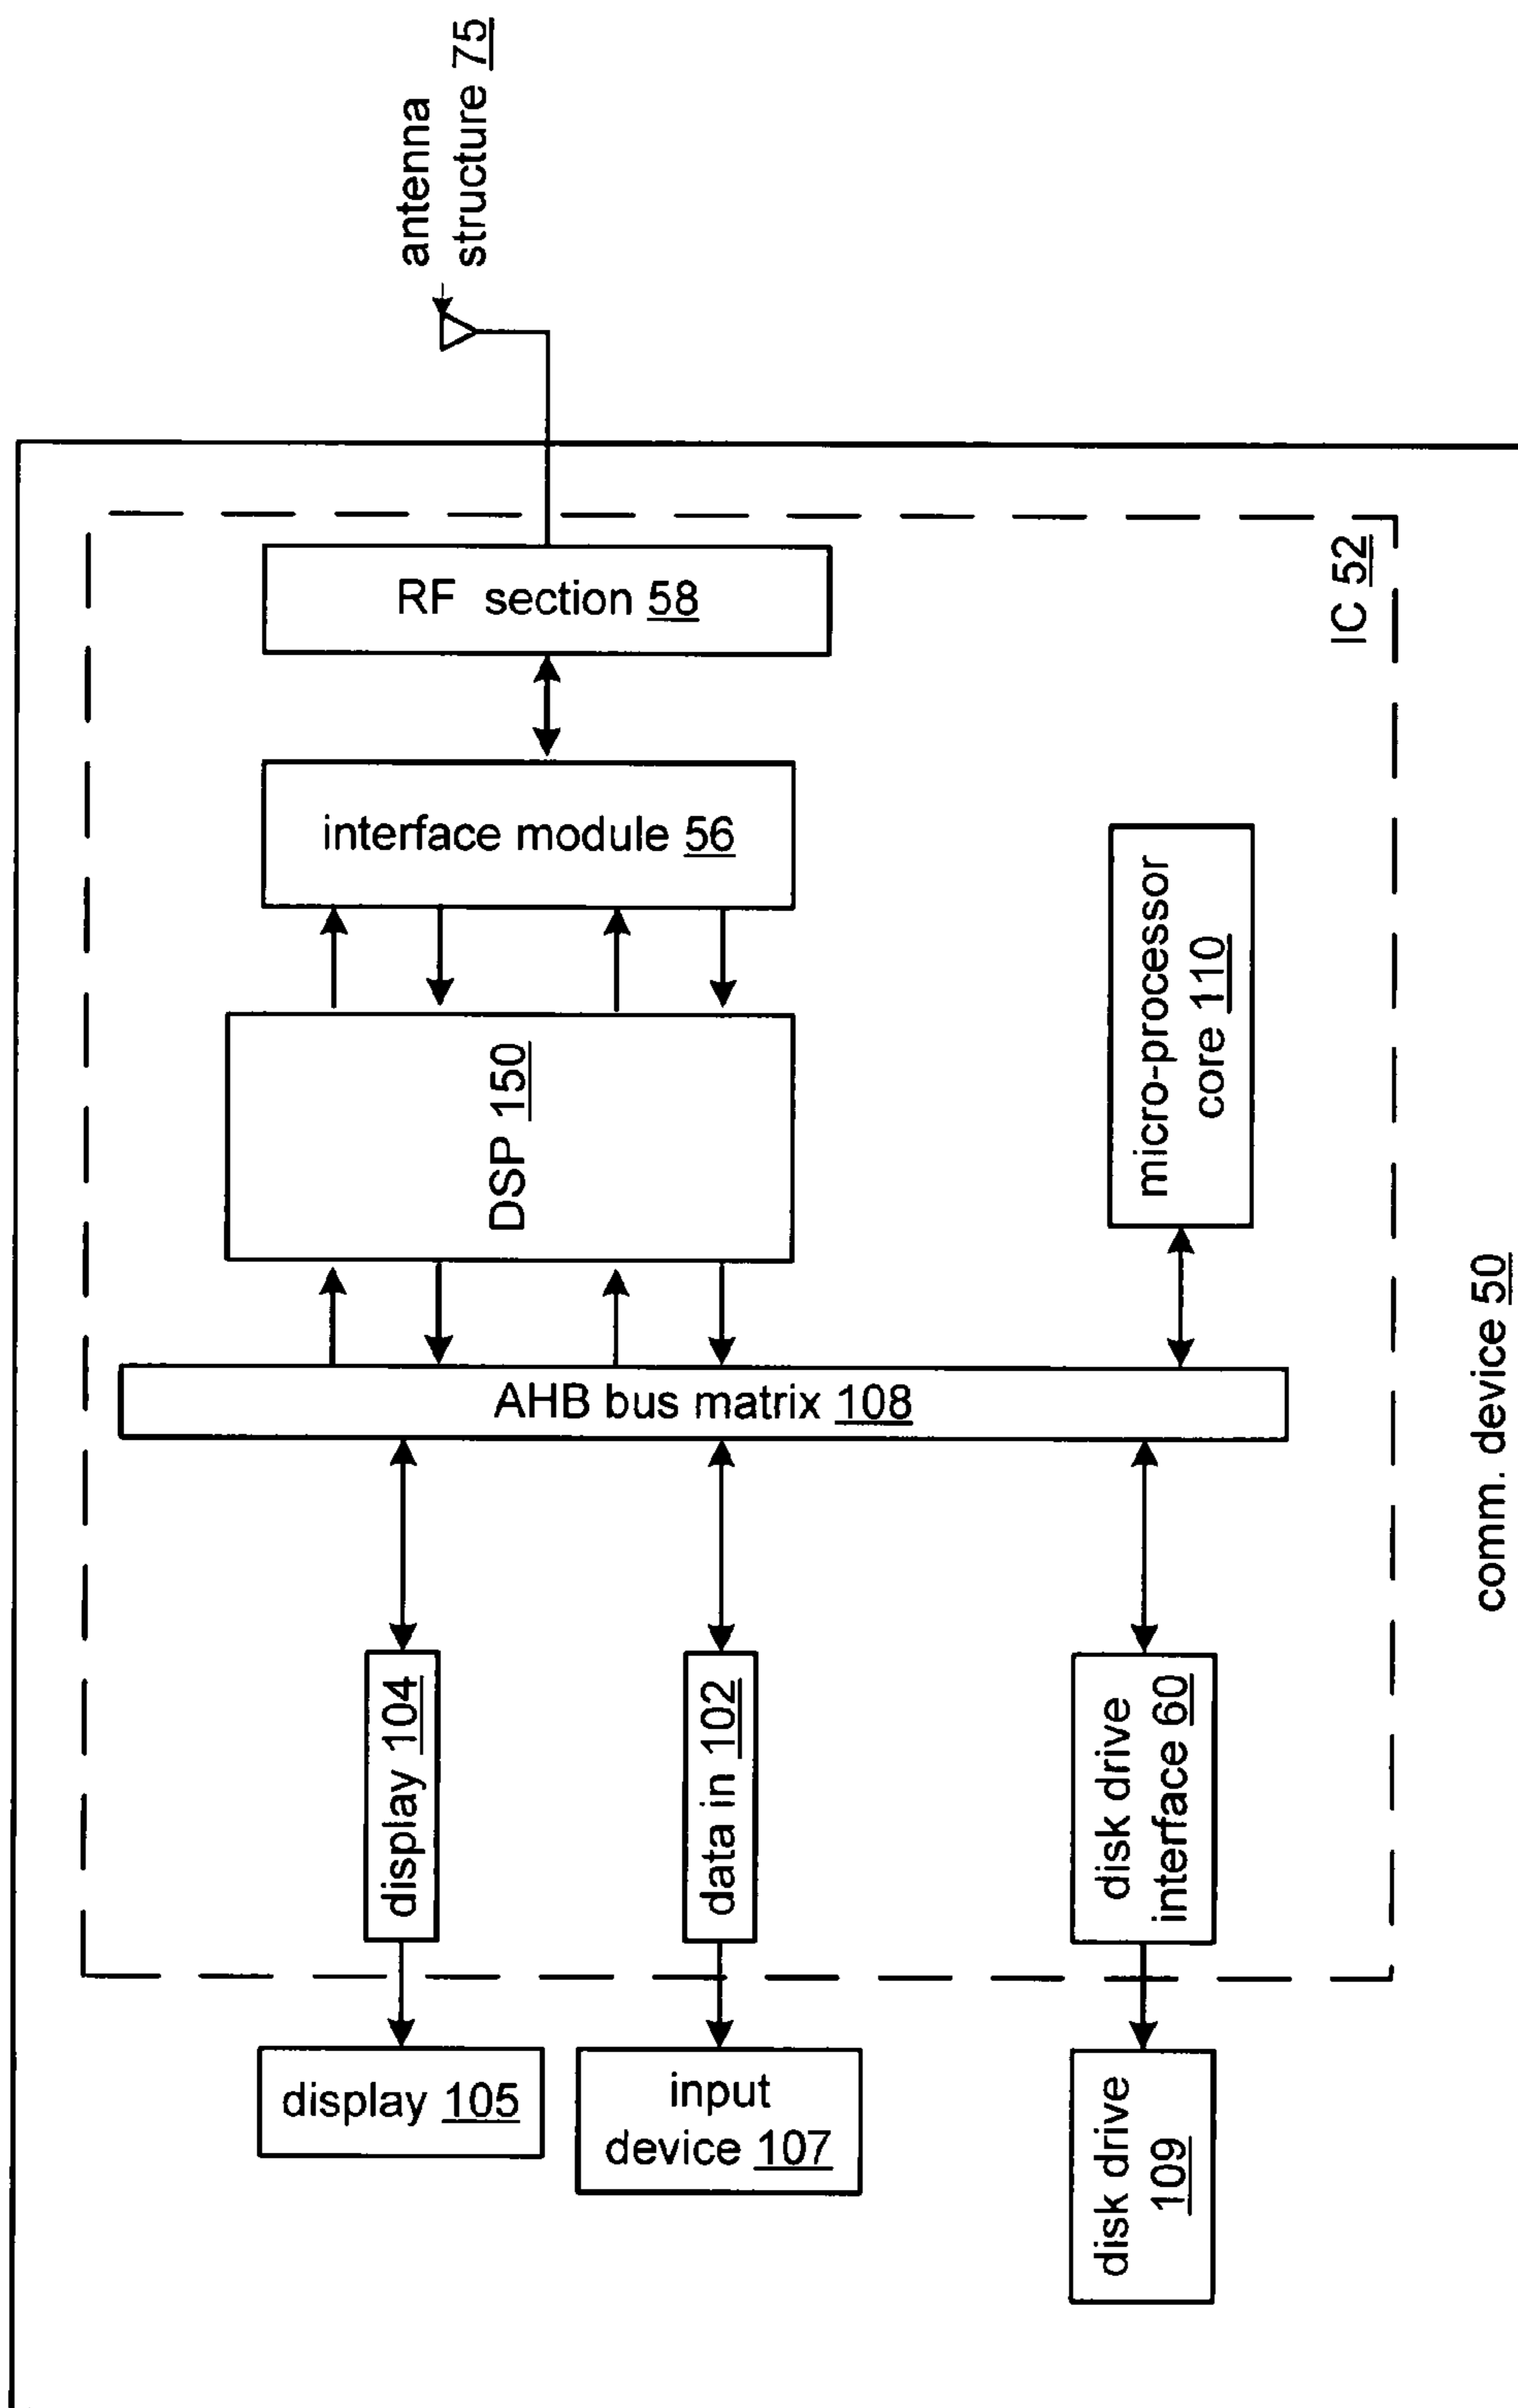 antenna
structure 75
RF section 58
interface module 56
DSP 150
micro-processor
core 110
IC 52
AHB bus matrix 108
display 104
data in 102
disk drive
interface 60
display 105
input
device 107
disk drive
109
comm. device 50